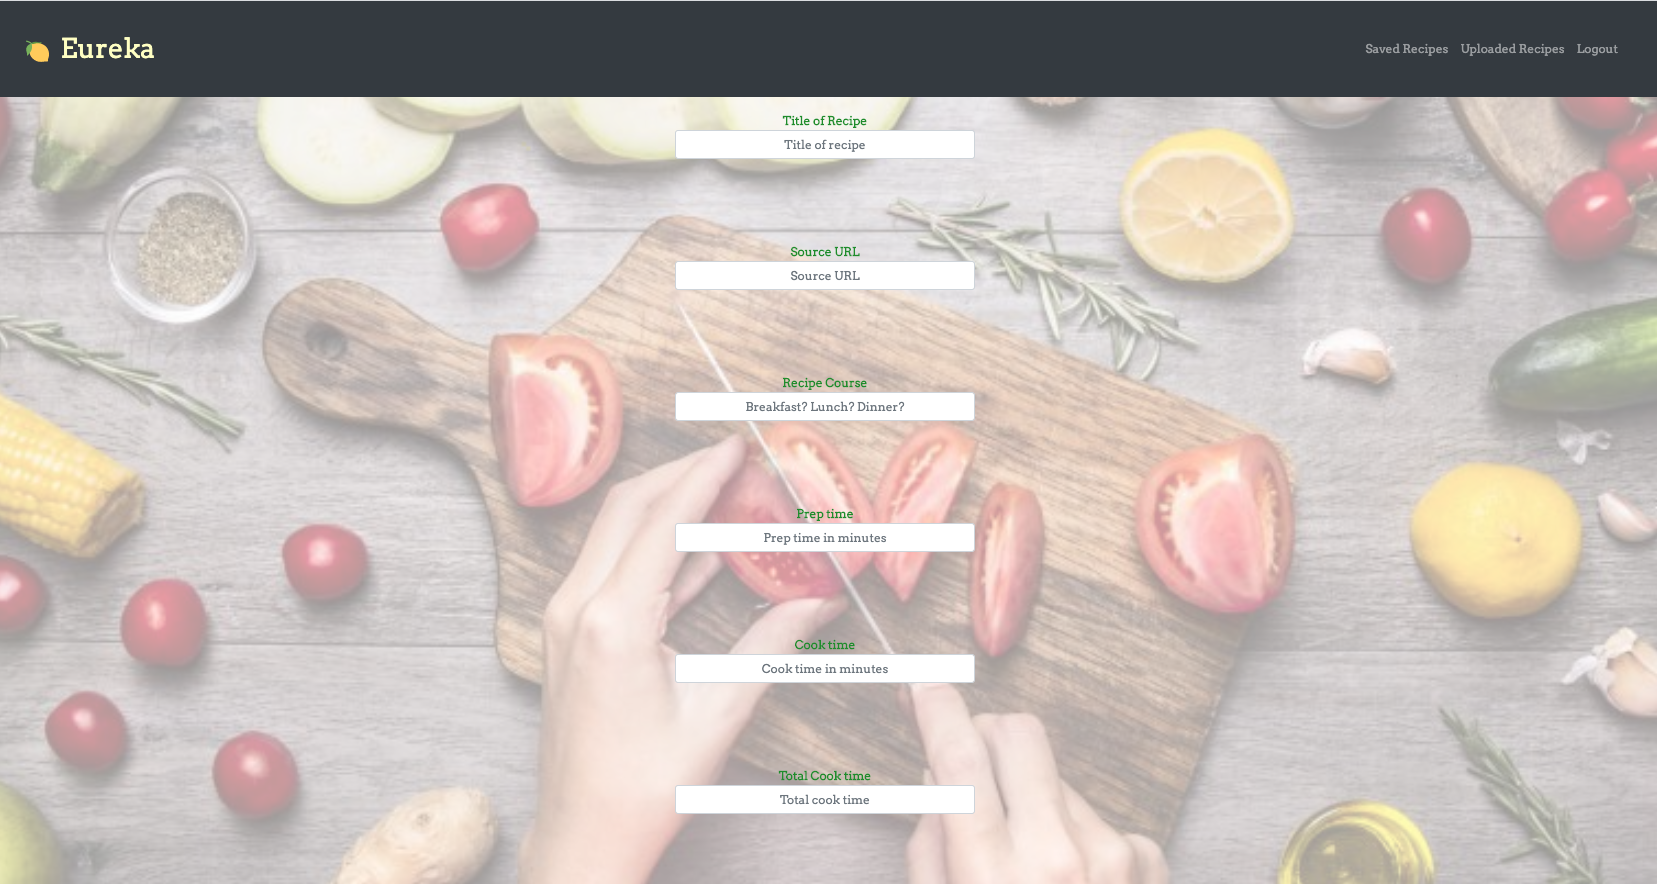 Eureka
Saved Recipes Uploaded Recipes Logout
Title of Recipe
Title of recipe
Source URL
Source URL
Recipe Course
Breakfast? Lunch? Dinner?
Prep time
Prep time in minutes
Cook time
Cook time in minutes
Total Cook time
Total cook time